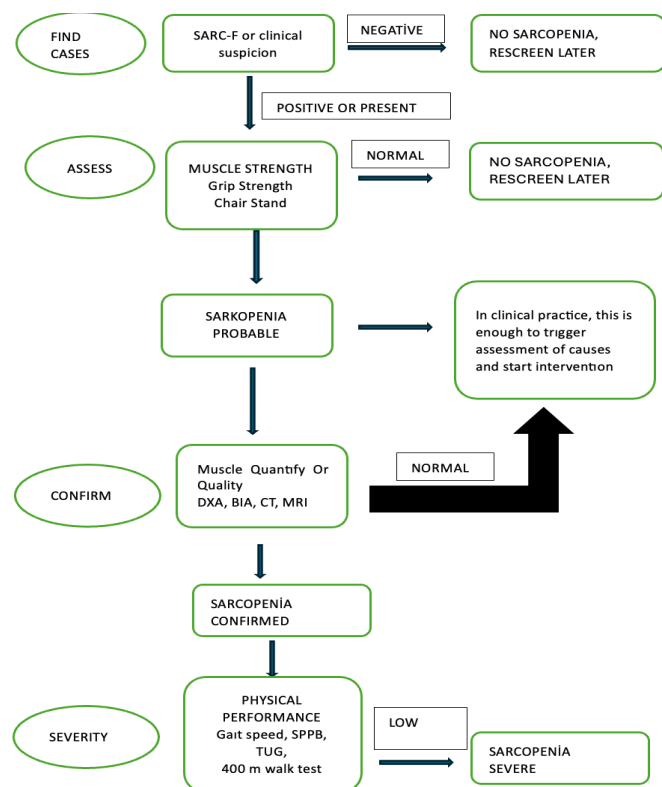 FIND
CASES
SARC-F or clinical
suspicion
NEGATİVE
NO SARCOPENIA,
RESCREEN LATER
POSITIVE OR PRESENT
ASSESS
MUSCLE STRENGTH
Grip Strength
Chair Stand
NORMAL
NO SARCOPENIA,
RESCREEN LATER
SARKOPENIA
PROBABLE
In clinical practice, this is
enough to trıgger
assessment of causes
and start interventıon
CONFIRM
Muscle Quantify Or
Quality
DXA, BIA, CT, MRI
NORMAL
SARCOPENİA
CONFIRMED
SEVERITY
PHYSICAL
PERFORMANCE
Gaıt speed, SPPB,
TUG,
400 m walk test
LOW
SARCOPENİA
SEVERE